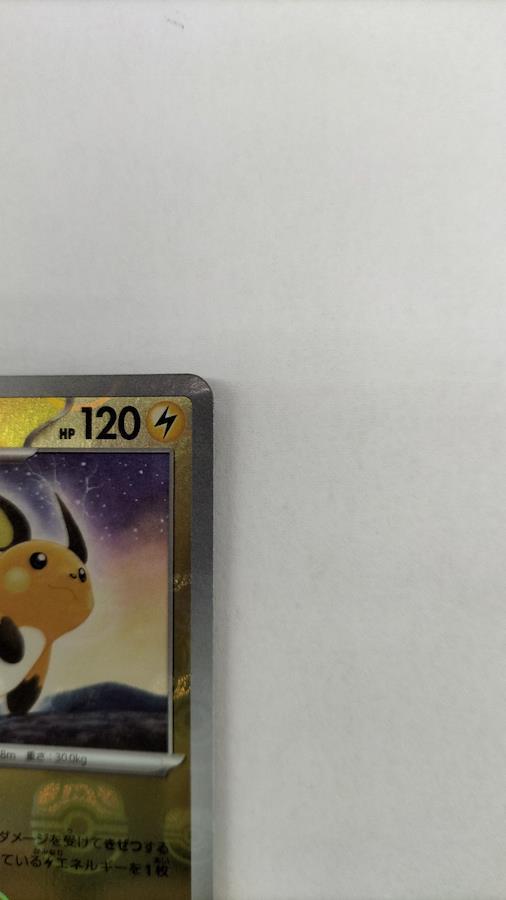 HP 120
8m 重さ:30.0kg
ダメージを受けてきぜつする
ているエネルギーを1枚